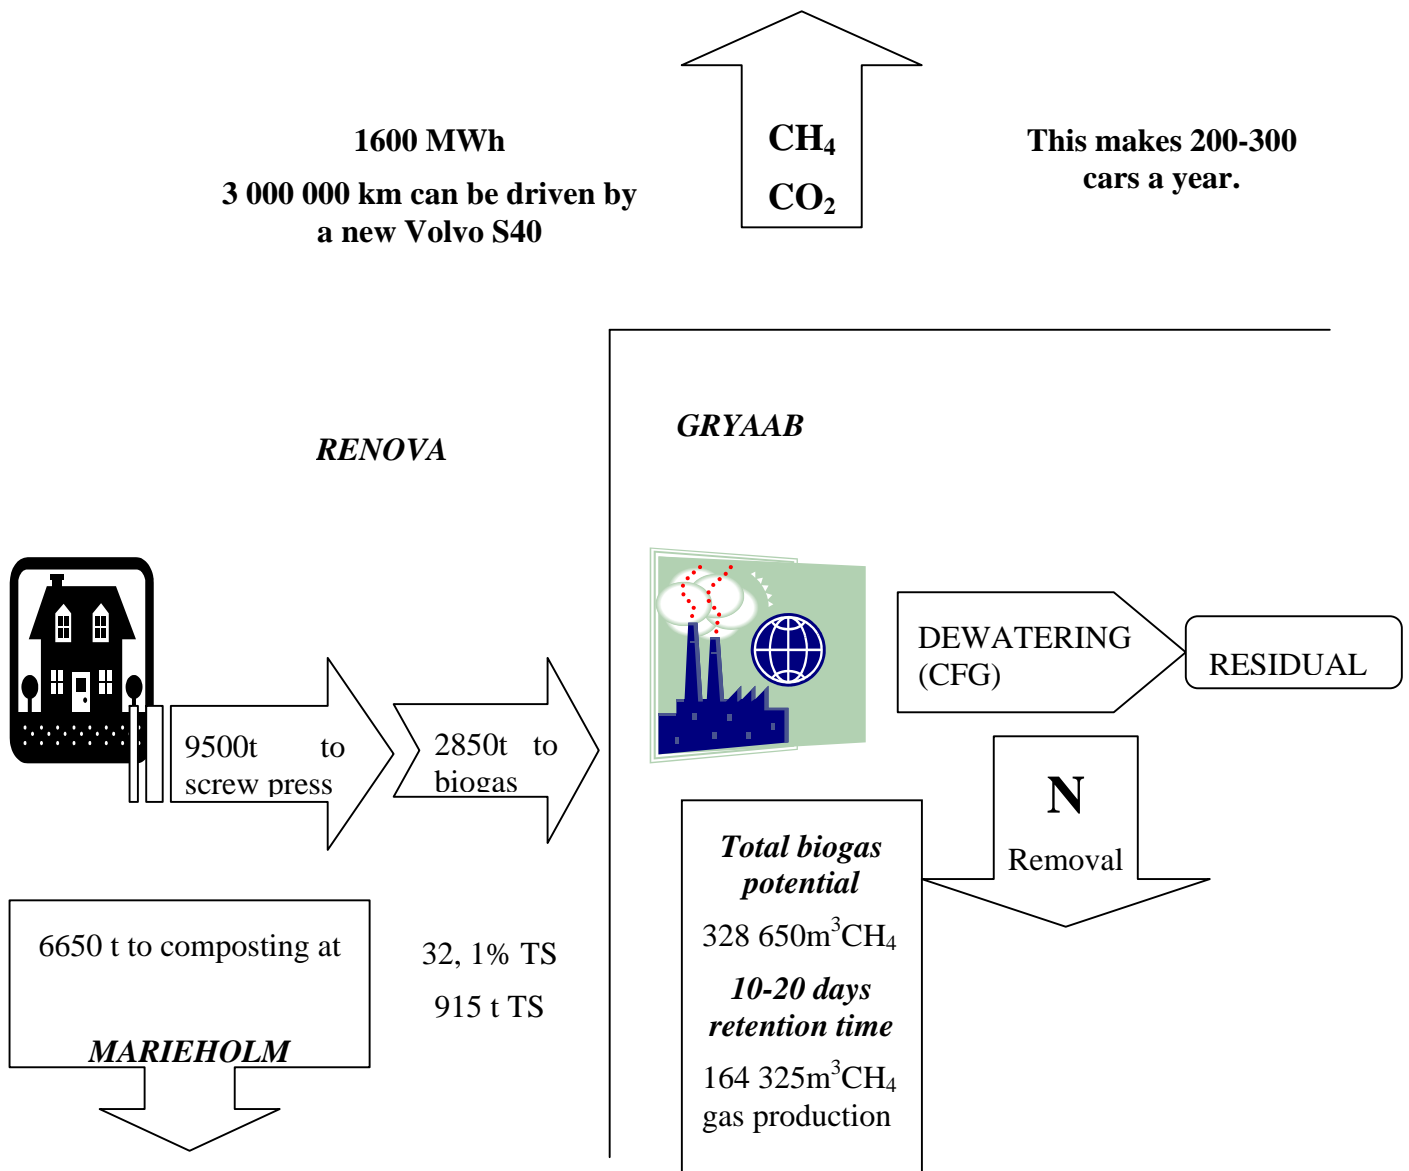 1600 MWh
3 000 000 km can be driven by
a new Volvo S40
CH₄
CO₂
This makes 200-300
cars a year.
RENOVA
GRYAAB
9500t to
screw press
2850t to
biogas
DEWATERING
(CFG)
RESIDUAL
N
Removal
6650 t to composting at
MARIEHOLM
32, 1% TS
915 t TS
Total biogas
potential
328 650m³CH₄
10-20 days
retention time
164 325m³CH₄
gas production